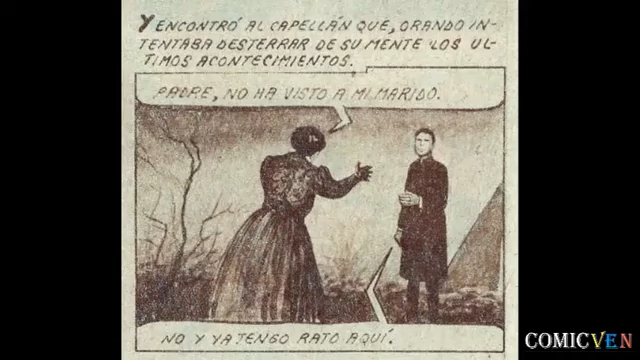 Y ENCONTRÓ AL CAPELLÁN QUE, ORANDO IN-
TENTABA DESTERRAR DE SU MENTE LOS UL-
TIMOS ACONTECIMIENTOS.
PADRE, NO HA VISTO A MI MARIDO.
NO Y YA TENGO RATO AQUÍ.
COMICVEN